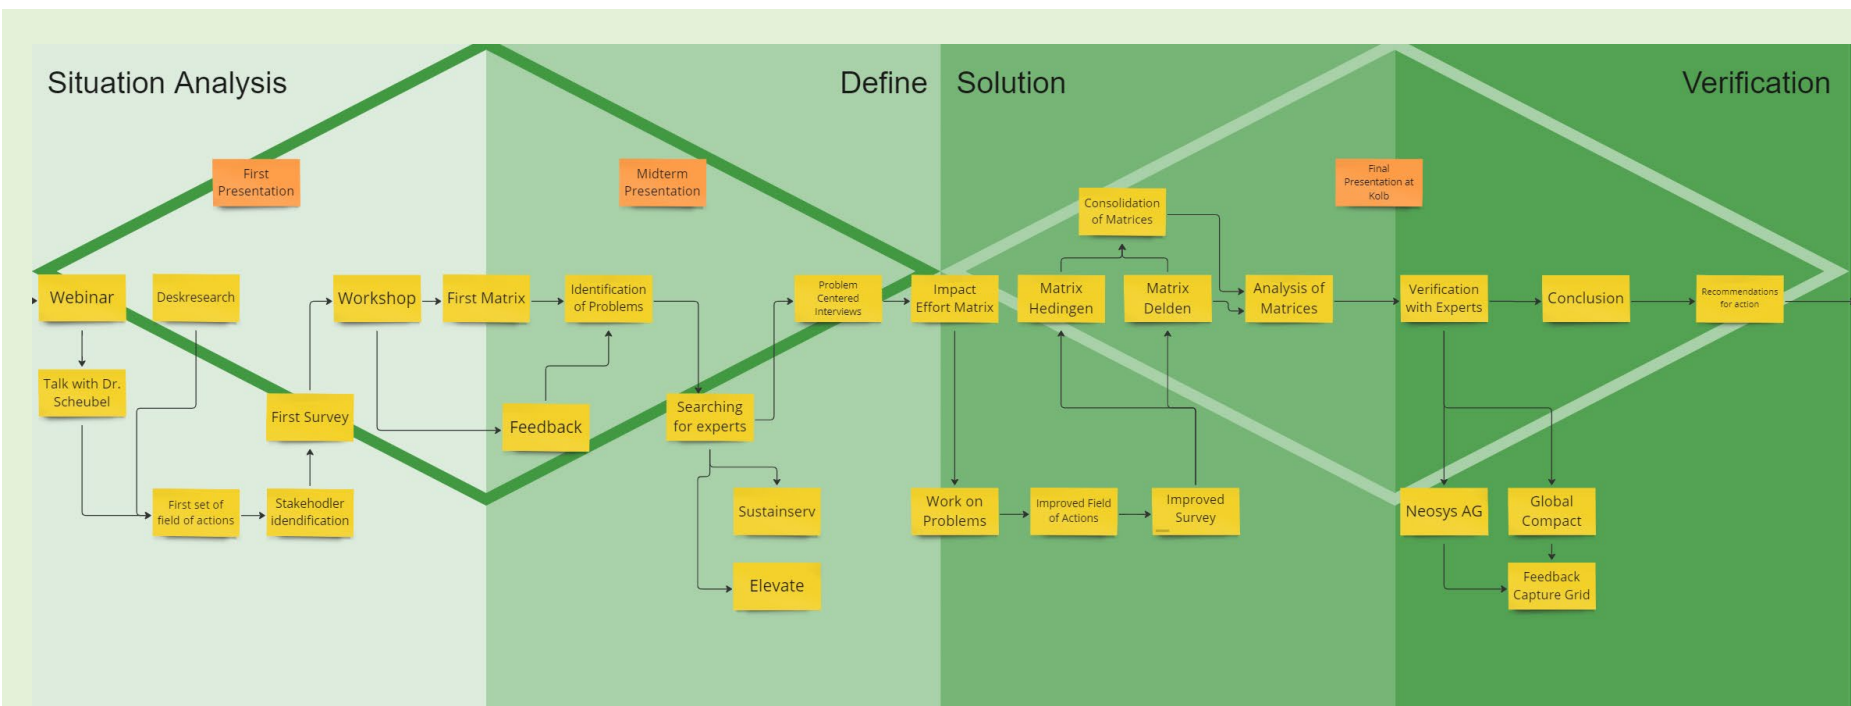 Situation Analysis
Define
Solution
Verification
First
Presentation
Midterm
Presentation
Final
Presentation at
Kolb
Consolidation
of Matrices
Webinar
Deskresearch
Workshop
First Matrix
Identification
of Problems
Problem
Centered
Interviews
Impact
Effort Matrix
Matrix
Hedingen
Matrix
Delden
Analysis of
Matrices
Verification
with Experts
Conclusion
Recommendations
for action
Talk with Dr.
Scheubel
First Survey
Feedback
Searching
for experts
First set of
field of actions
Stakehodler
idendification
Sustainserv
Work on
Problems
Improved Field
of Actions
Improved
Survey
Neosys AG
Global
Compact
Elevate
Feedback
Capture Grid